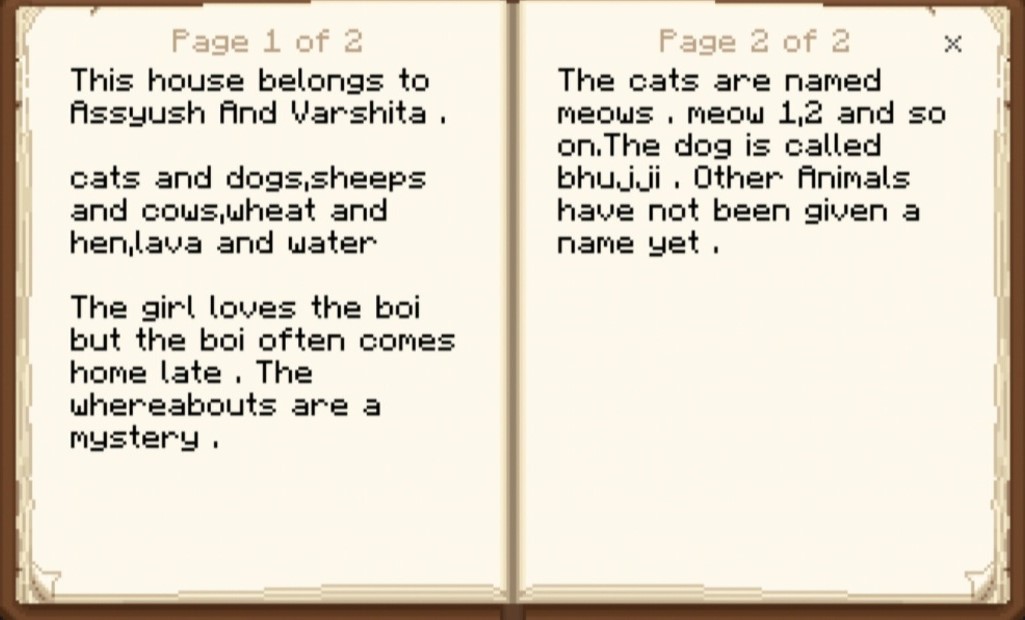 Page 1 of 2
This house belongs to
Assyush And Varshita .
cats and dogs,sheeps
and cows,wheat and
hen,lava and water
The girl loves the boi
but the boi often comes
home late . The
whereabouts are a
mystery .
Page 2 of 2
The cats are named
meows . meow 1,2 and so
on.The dog is called
bhujji . Other Animals
have not been given a
name yet .